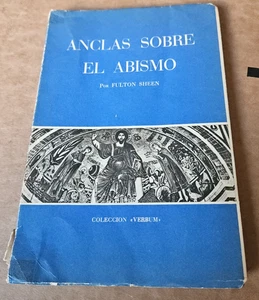 ANCLAS SOBRE
EL ABISMO
Por FULTON SHEEN
COLECCION «VERBUM»